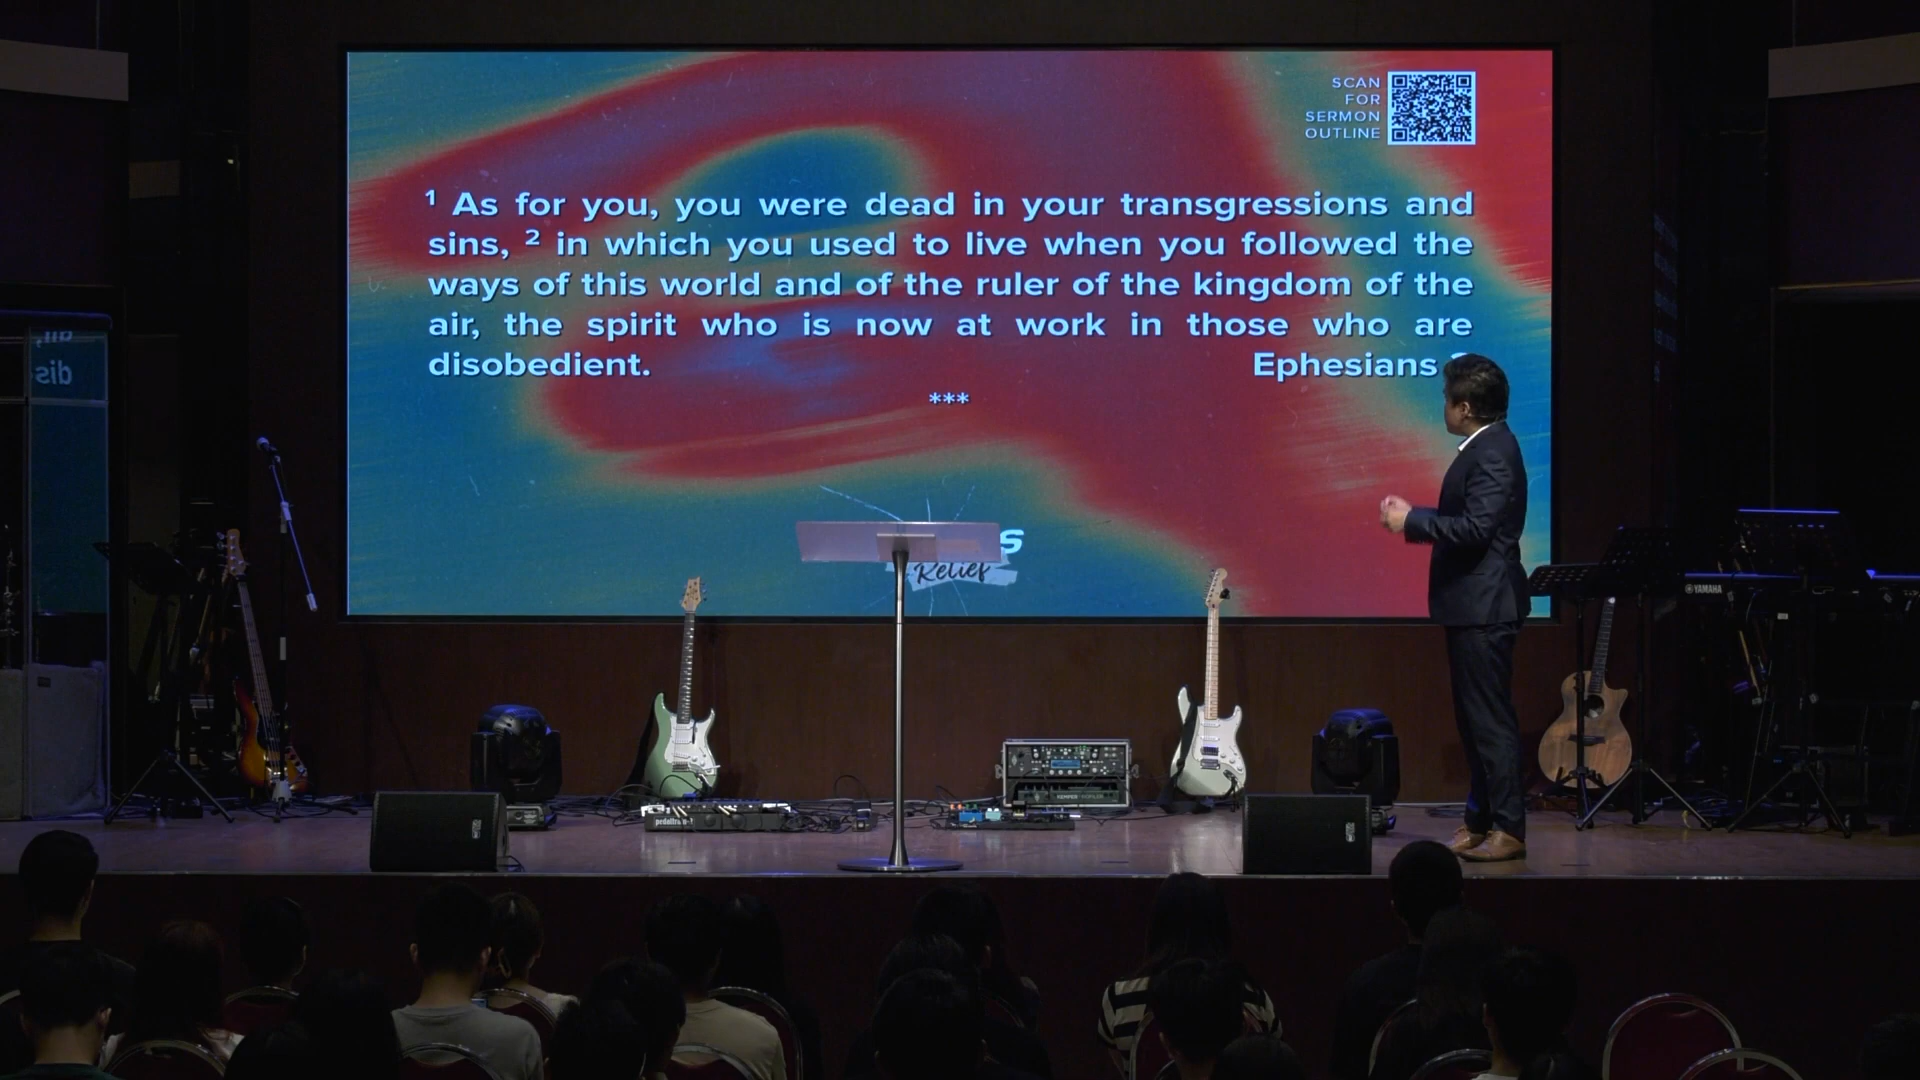 SCAN
FOR
SERMON
OUTLINE
¹ As for you, you were dead in your transgressions and
sins, ² in which you used to live when you followed the
ways of this world and of the ruler of the kingdom of the
air, the spirit who is now at work in those who are
disobedient. Ephesians
***
Relief
YAMAHA